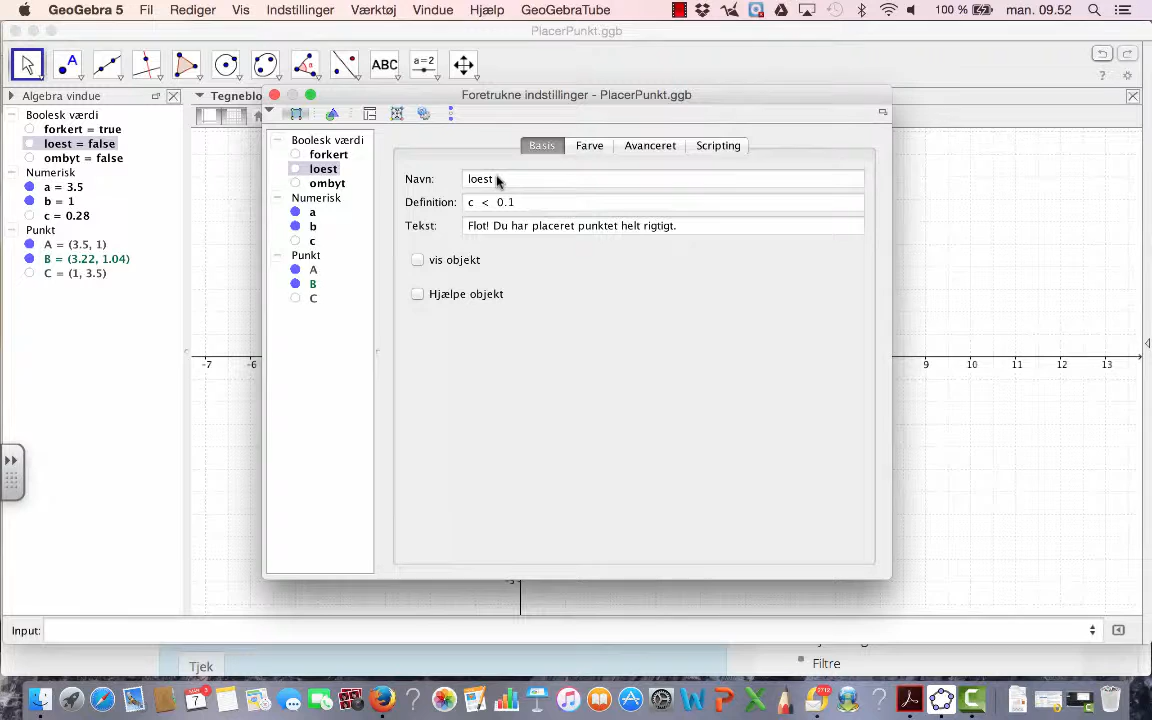 GeoGebra 5 Fil Rediger Vis Indstillinger Værktøj Vindue Hjælp GeoGebraTube 100 % man. 09.52
PlacerPunkt.ggb
A ABC a=2
?
Algebra vindue
Tegneblo
Boolesk værdi
forkert = true
loest = false
ombyt = false
Numerisk
a = 3.5
b = 1
c = 0.28
Punkt
A = (3.5, 1)
B = (3.22, 1.04)
C = (1, 3.5)
Foretrukne indstillinger - PlacerPunkt.ggb
Boolesk værdi
forkert
loest
ombyt
Numerisk
a
b
c
Punkt
A
B
C
Basis Farve Avanceret Scripting
Navn: loest
Definition: c < 0.1
Tekst: Flot! Du har placeret punktet helt rigtigt.
vis objekt
Hjælpe objekt
-7 -6 9 10 11 12 13
Input:
Tjek
Filtre